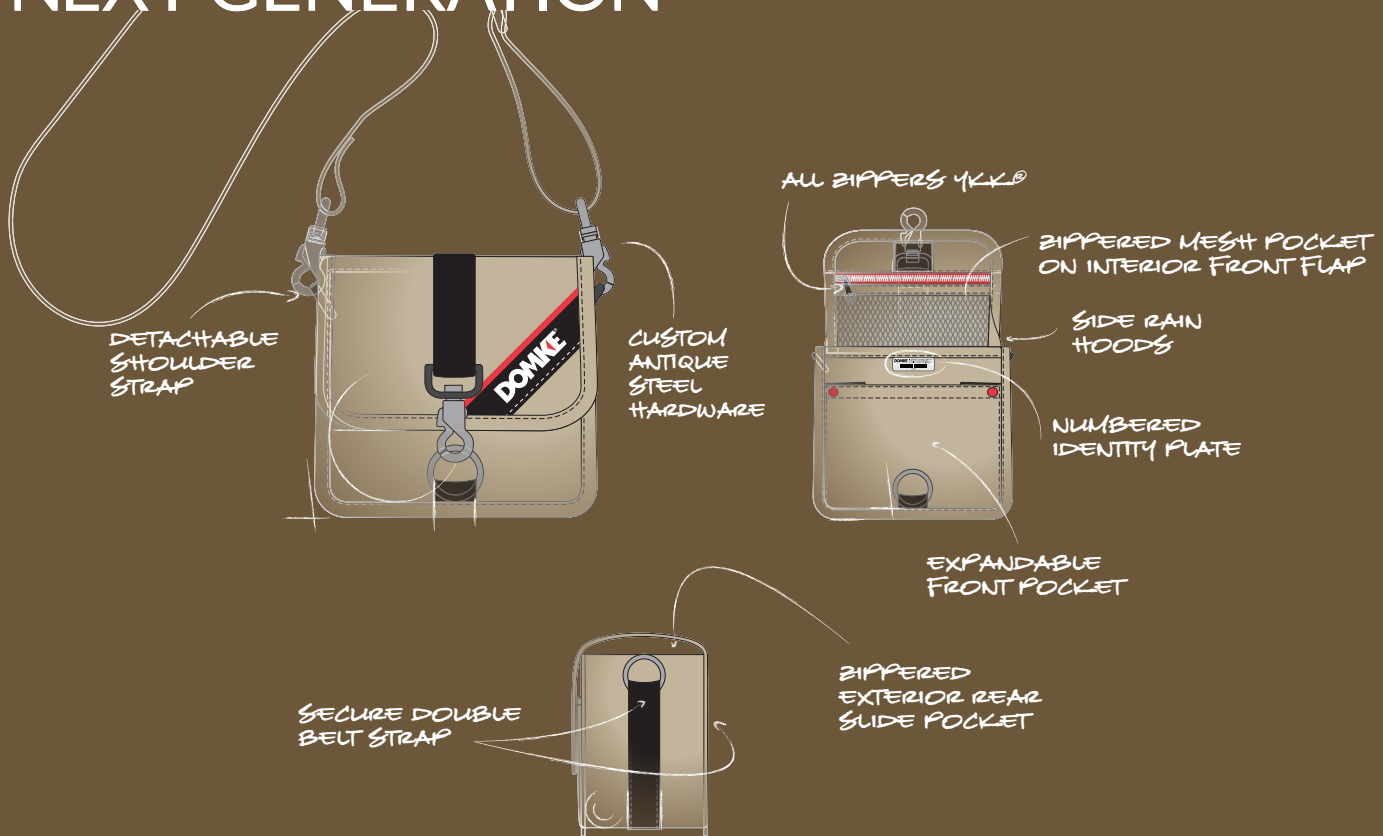 NEXT GENERATION
ALL ZIPPERS YKK®
ZIPPERED MESH POCKET
ON INTERIOR FRONT FLAP
SIDE RAIN
HOODS
DETACHABLE
SHOULDER
STRAP
CUSTOM
ANTIQUE
STEEL
HARDWARE
DOMKE
DOMKE
NUMBERED
IDENTITY PLATE
EXPANDABLE
FRONT POCKET
ZIPPERED
EXTERIOR REAR
SLIDE POCKET
SECURE DOUBLE
BELT STRAP